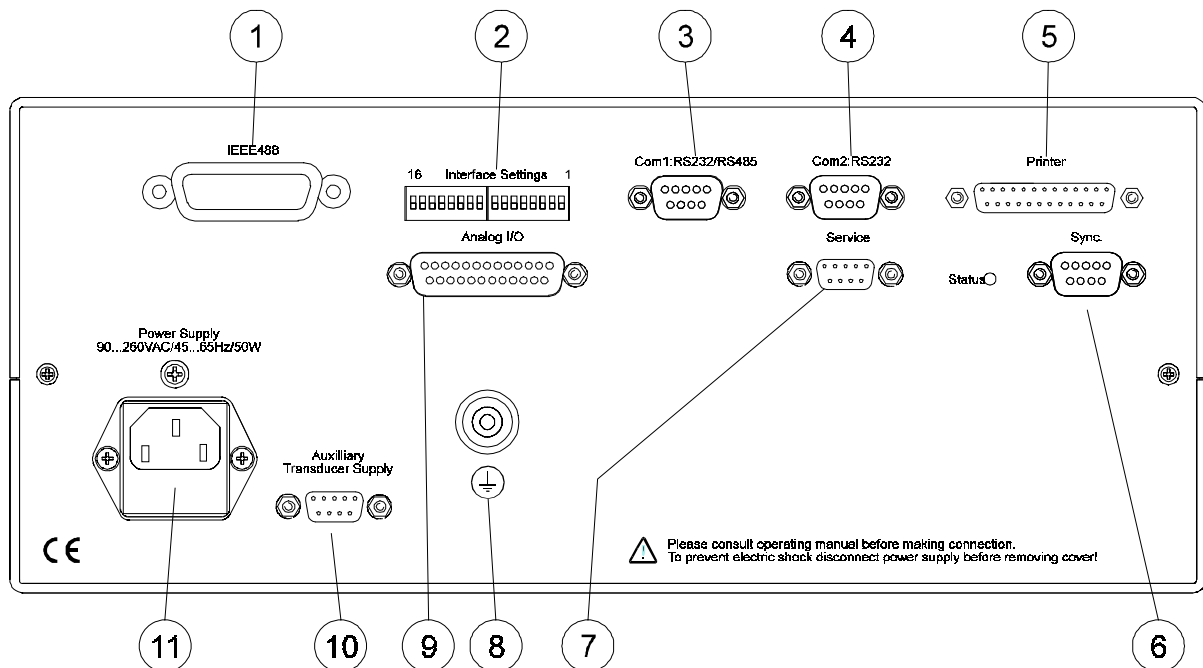 1 2 3 4 5
IEEE488
16 Interface Settings 1
Com1:RS232/RS485
Com2:RS232
Printer
Analog I/O
Service
Sync.
Status
Power Supply
90...260VAC/45...65Hz/50W
Auxilliary
Transducer Supply
CE
Please consult operating manual before making connection.
To prevent electric shock disconnect power supply before removing cover!
11 10 9 8 7 6